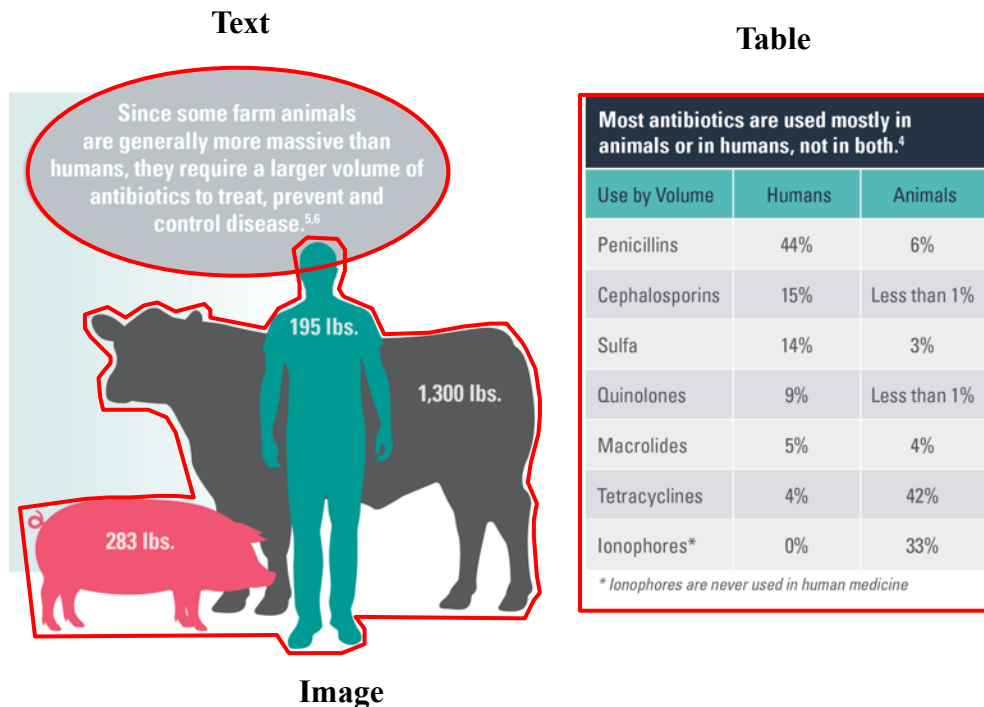 Text
Since some farm animals
are generally more massive than
humans, they require a larger volume of
antibiotics to treat, prevent and
control disease.5,6
195 lbs.
1,300 lbs.
283 lbs.
Image
Table
Most antibiotics are used mostly in
animals or in humans, not in both.4
Use by Volume Humans Animals
Penicillins 44% 6%
Cephalosporins 15% Less than 1%
Sulfa 14% 3%
Quinolones 9% Less than 1%
Macrolides 5% 4%
Tetracyclines 4% 42%
Ionophores* 0% 33%
* Ionophores are never used in human medicine